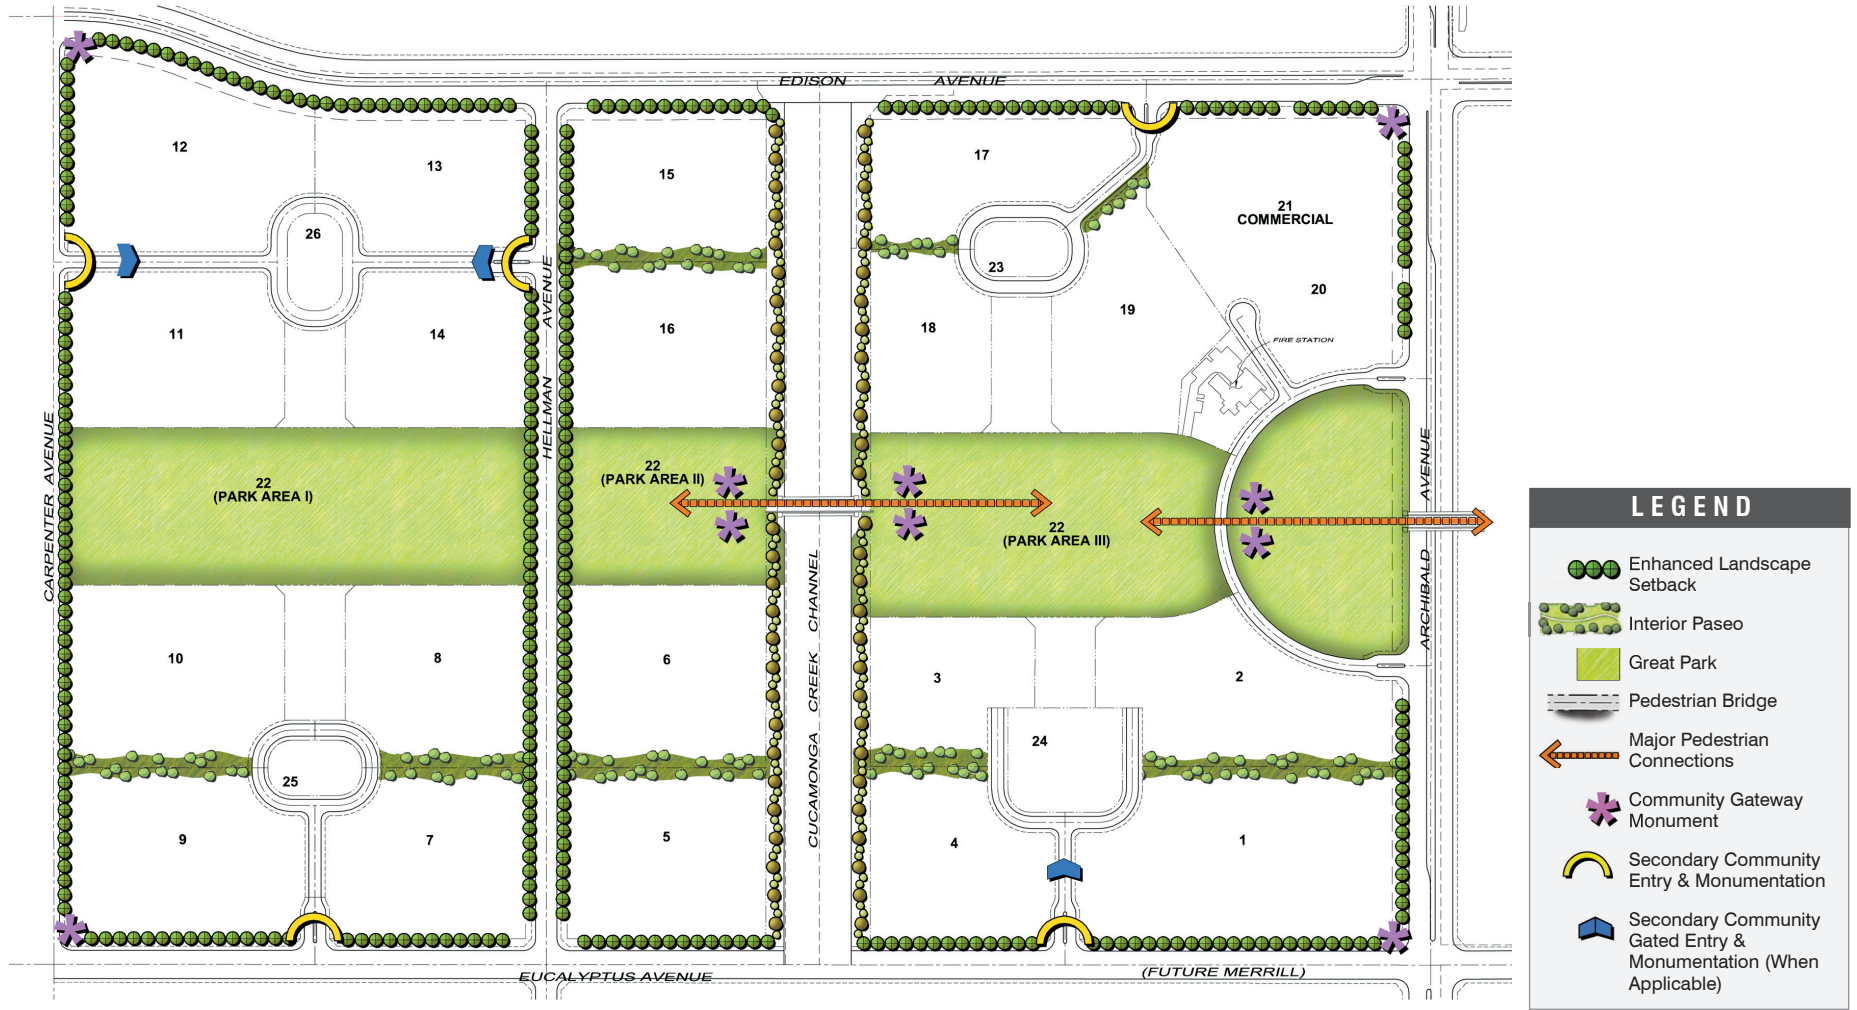 EDISON AVENUE
12
13
15
17
21
COMMERCIAL
26
23
20
19
11
14
16
18
FIRE STATION
HELLMAN AVENUE
CARPENTER AVENUE
22
(PARK AREA I)
22
(PARK AREA II)
22
(PARK AREA III)
ARCHIBALD AVENUE
CUCAMONGA CREEK CHANNEL
10
8
6
3
2
24
25
9
7
5
4
1
EUCALYPTUS AVENUE
(FUTURE MERRILL)
LEGEND
Enhanced Landscape
Setback
Interior Paseo
Great Park
Pedestrian Bridge
Major Pedestrian
Connections
Community Gateway
Monument
Secondary Community
Entry & Monumentation
Secondary Community
Gated Entry &
Monumentation (When
Applicable)